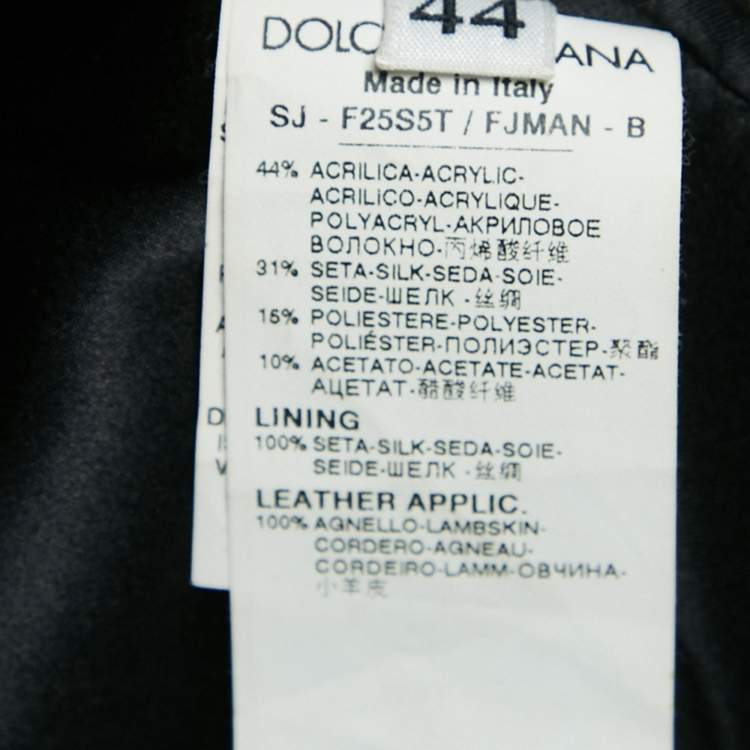 44
DOLC ANA
Made in Italy
SJ - F25S5T / FJMAN - B
44% ACRILICA-ACRYLIC-
ACRILICO-ACRYLIQUE-
POLYACRYL-АКРИЛОВОЕ
ВОЛОКНО-丙烯酸纤维
31% SETA-SILK-SEDA-SOIE-
SEIDE-ШЕЛК -丝绸
15% POLIESTERE-POLYESTER-
POLIÉSTER-ПОЛИЭСТЕР-聚酯
10% ACETATO-ACETATE-ACETAT-
АЦЕТАТ-醋酸纤维
LINING
100% SETA-SILK-SEDA-SOIE-
SEIDE-ШЕЛК -丝绸
LEATHER APPLIC.
100% AGNELLO-LAMBSKIN-
CORDERO-AGNEAU-
CORDEIRO-LAMM-ОВЧИНА-
小羊皮